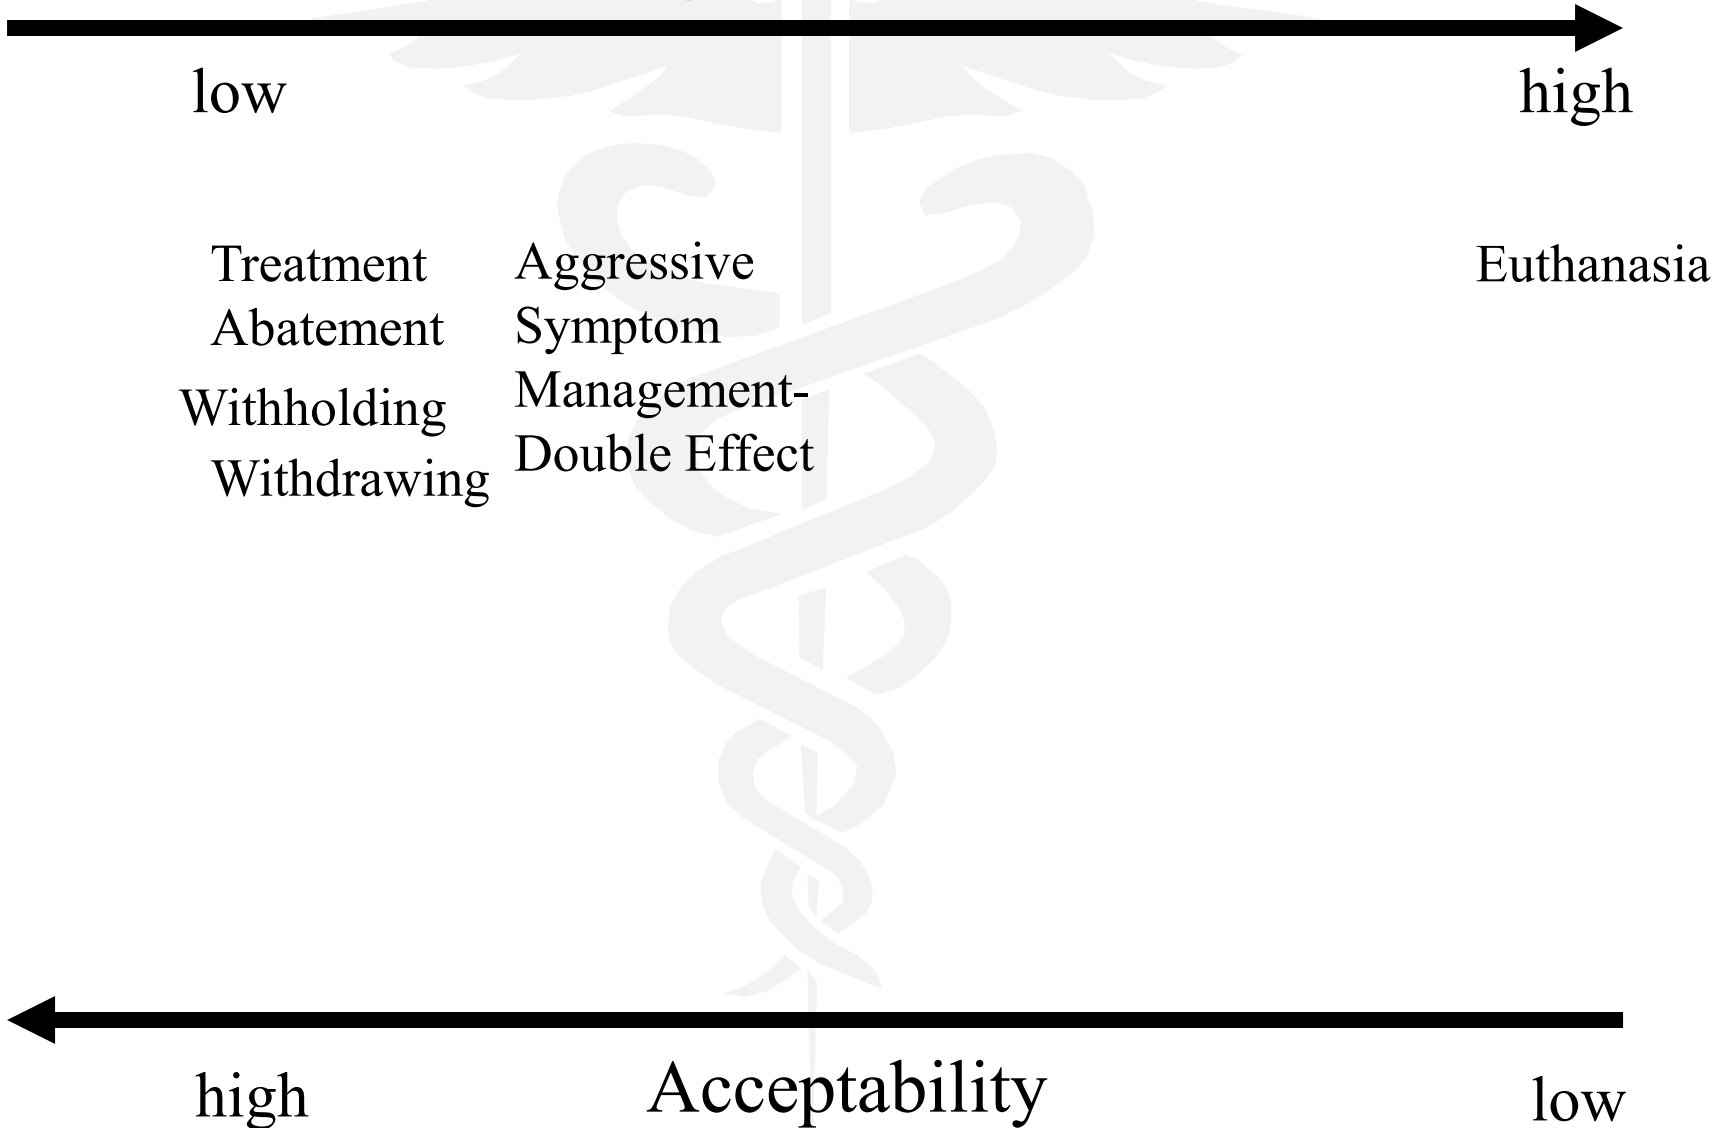 low
high
Treatment
Abatement
Withholding
Withdrawing
Aggressive
Symptom
Management-
Double Effect
Euthanasia
Acceptability
high
low